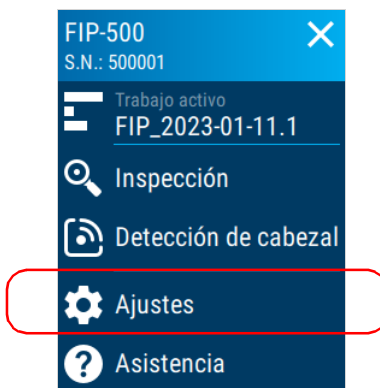 FIP-500
S.N.: 500001
Trabajo activo
FIP_2023-01-11.1
Inspección
Detección de cabezal
Ajustes
Asistencia